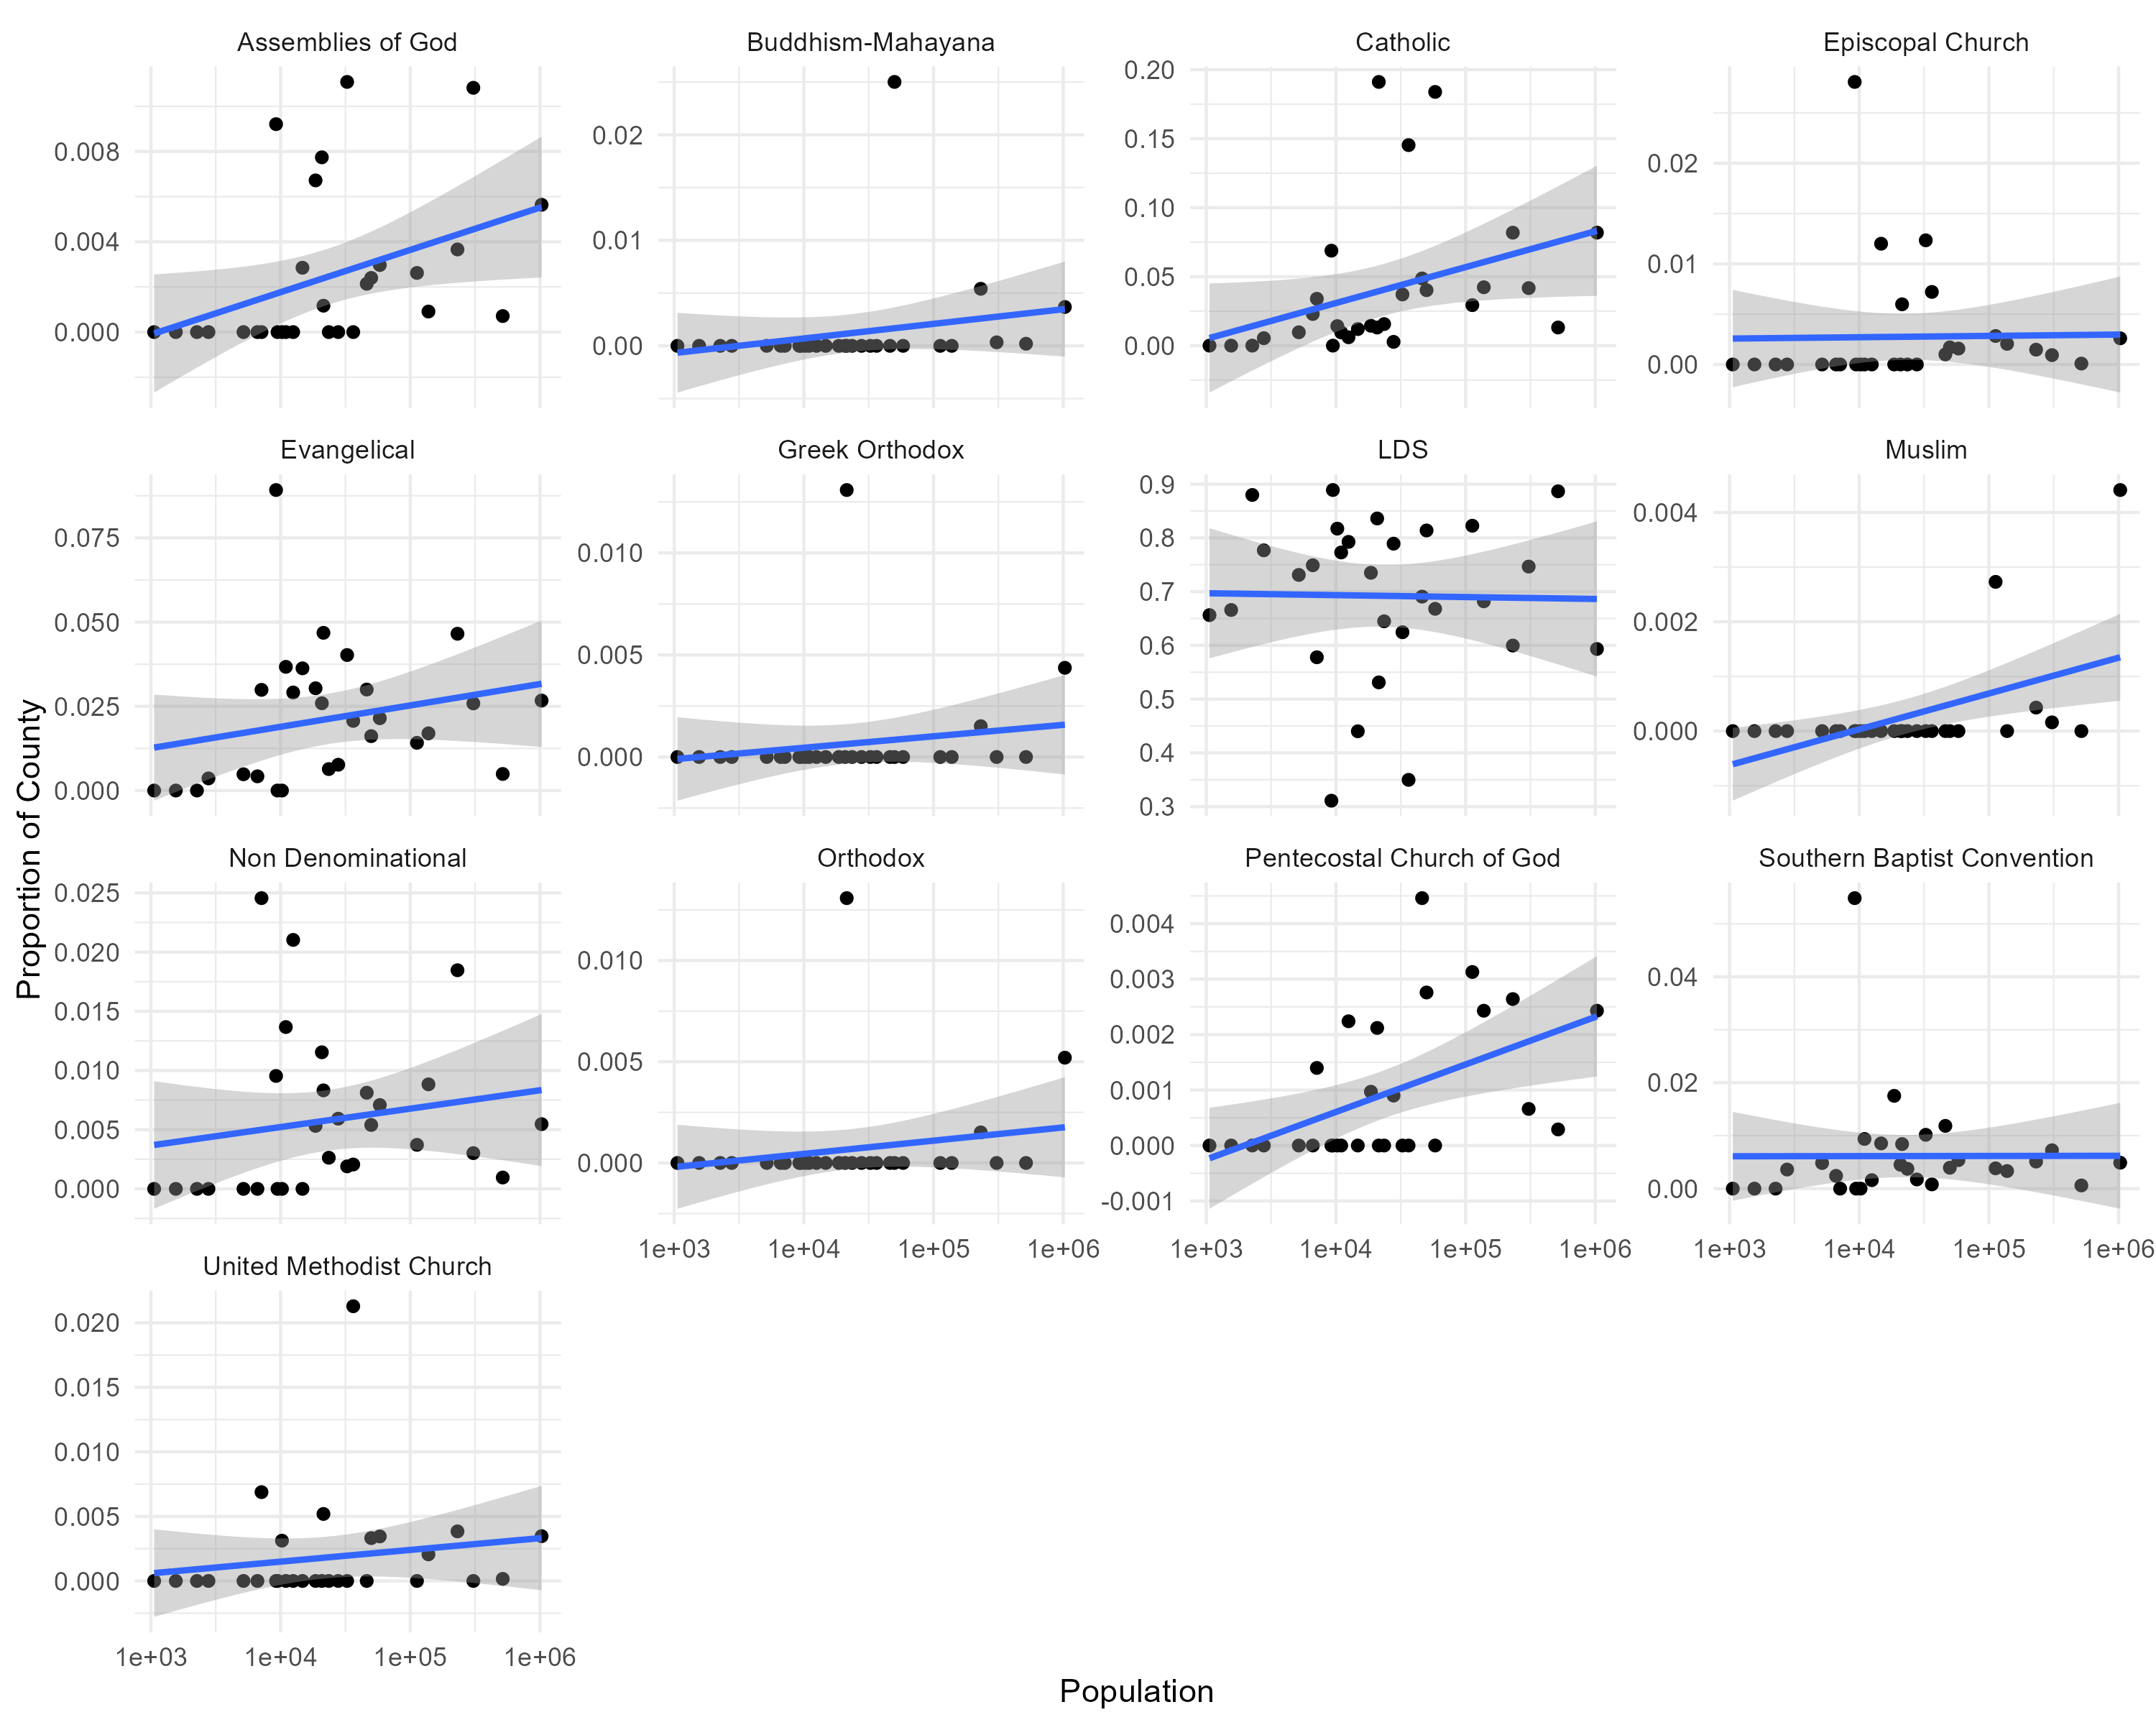 Assemblies of God
Buddhism-Mahayana
Catholic
Episcopal Church
0.008
0.004
0.000
0.02
0.01
0.00
0.20
0.15
0.10
0.05
0.00
0.02
0.01
0.00
Evangelical
Greek Orthodox
LDS
Muslim
0.075
0.050
0.025
0.000
0.010
0.005
0.000
0.9
0.8
0.7
0.6
0.5
0.4
0.3
0.004
0.002
0.000
Proportion of County
Non Denominational
Orthodox
Pentecostal Church of God
Southern Baptist Convention
0.025
0.020
0.015
0.010
0.005
0.000
0.010
0.005
0.000
0.004
0.003
0.002
0.001
0.000
-0.001
0.04
0.02
0.00
1e+03 1e+04 1e+05 1e+06
1e+03 1e+04 1e+05 1e+06
1e+03 1e+04 1e+05 1e+06
United Methodist Church
0.020
0.015
0.010
0.005
0.000
1e+03 1e+04 1e+05 1e+06
Population